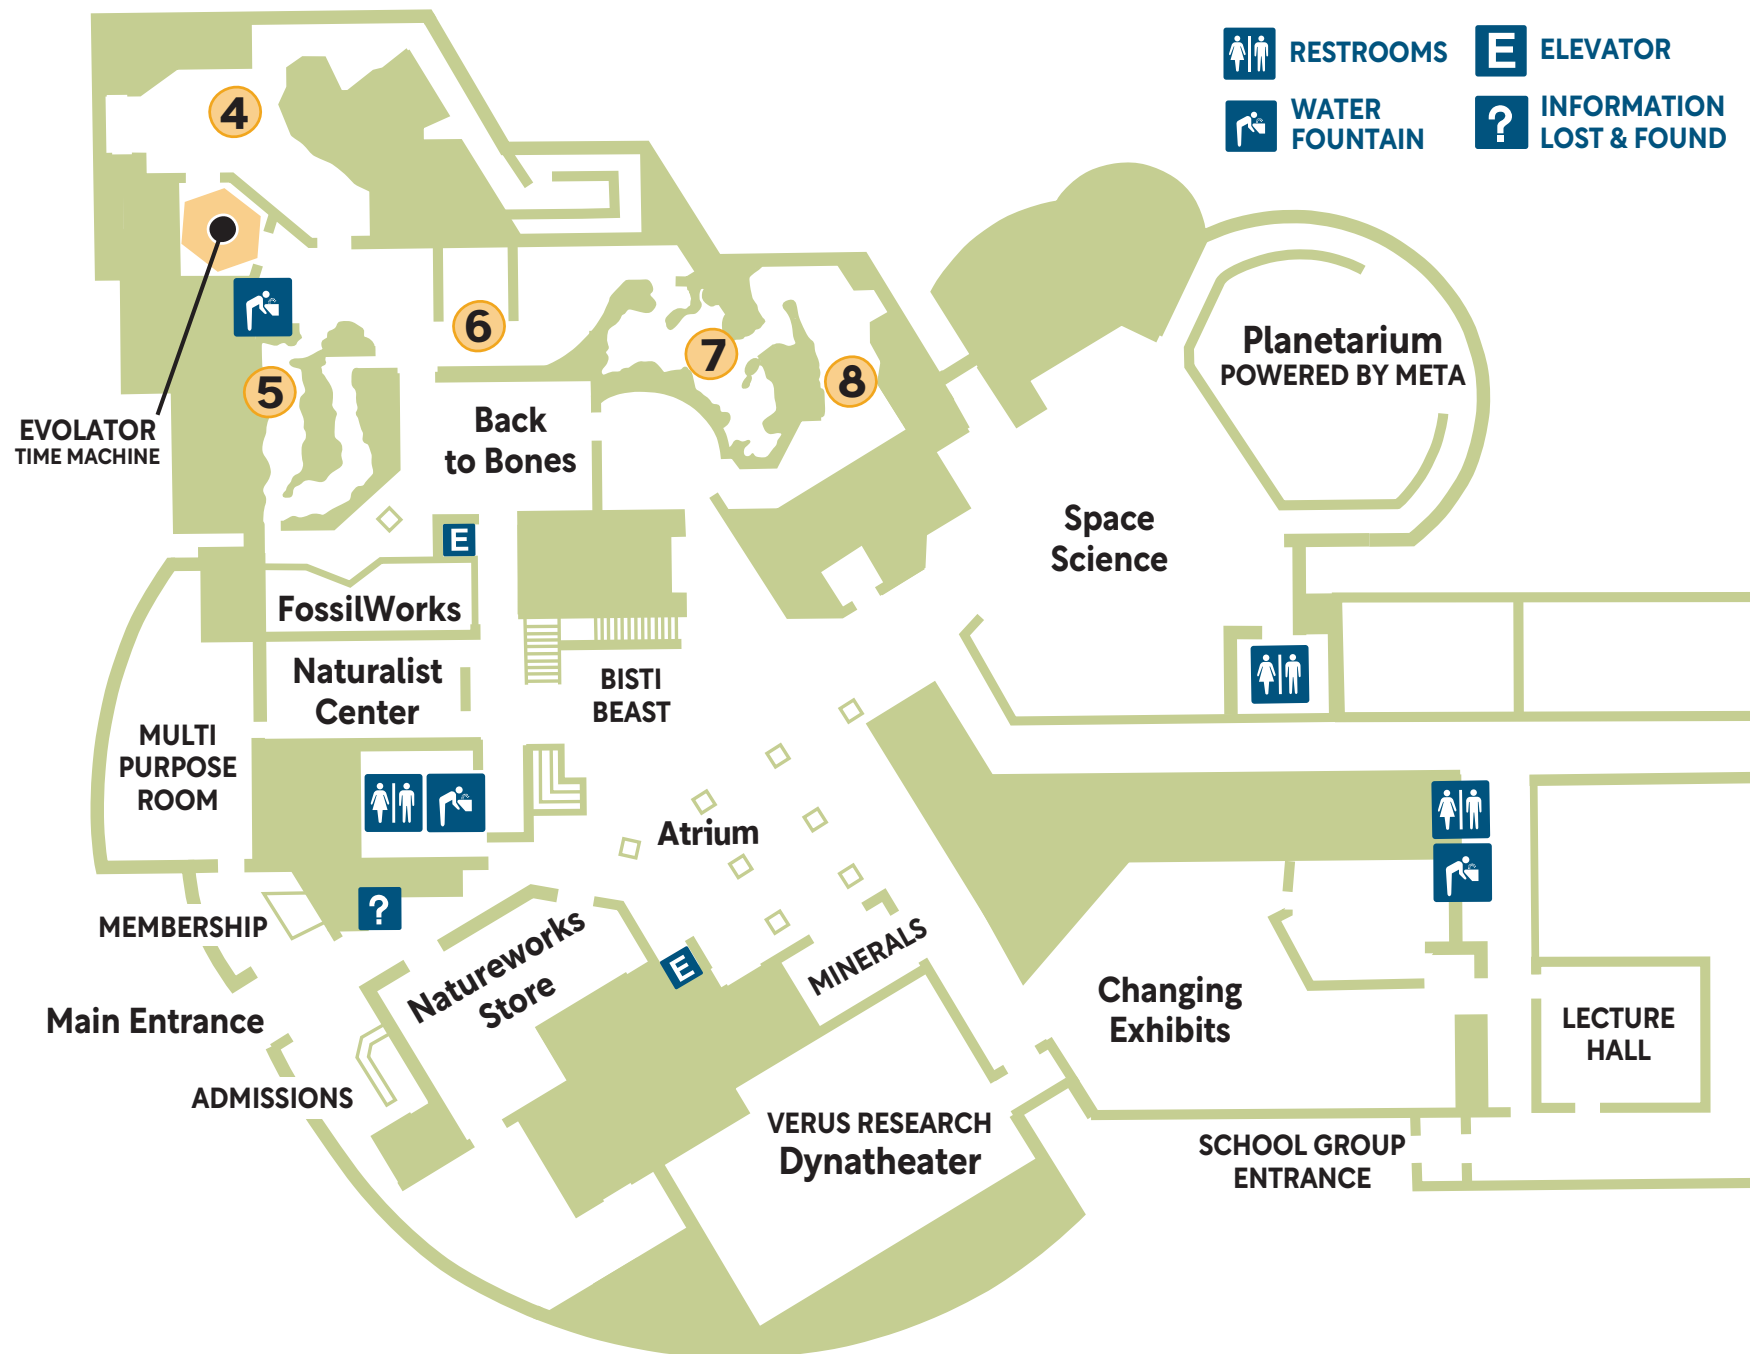 RESTROOMS
E ELEVATOR
WATER
FOUNTAIN
? INFORMATION
LOST & FOUND
4
EVOLATOR
TIME MACHINE
5
6
7
8
Planetarium
POWERED BY META
Back
to Bones
E
Space
Science
FossilWorks
Naturalist
Center
BISTI
BEAST
MULTI
PURPOSE
ROOM
Atrium
?
MEMBERSHIP
Natureworks
Store
E
MINERALS
Main Entrance
Changing
Exhibits
LECTURE
HALL
ADMISSIONS
VERUS RESEARCH
Dynatheater
SCHOOL GROUP
ENTRANCE